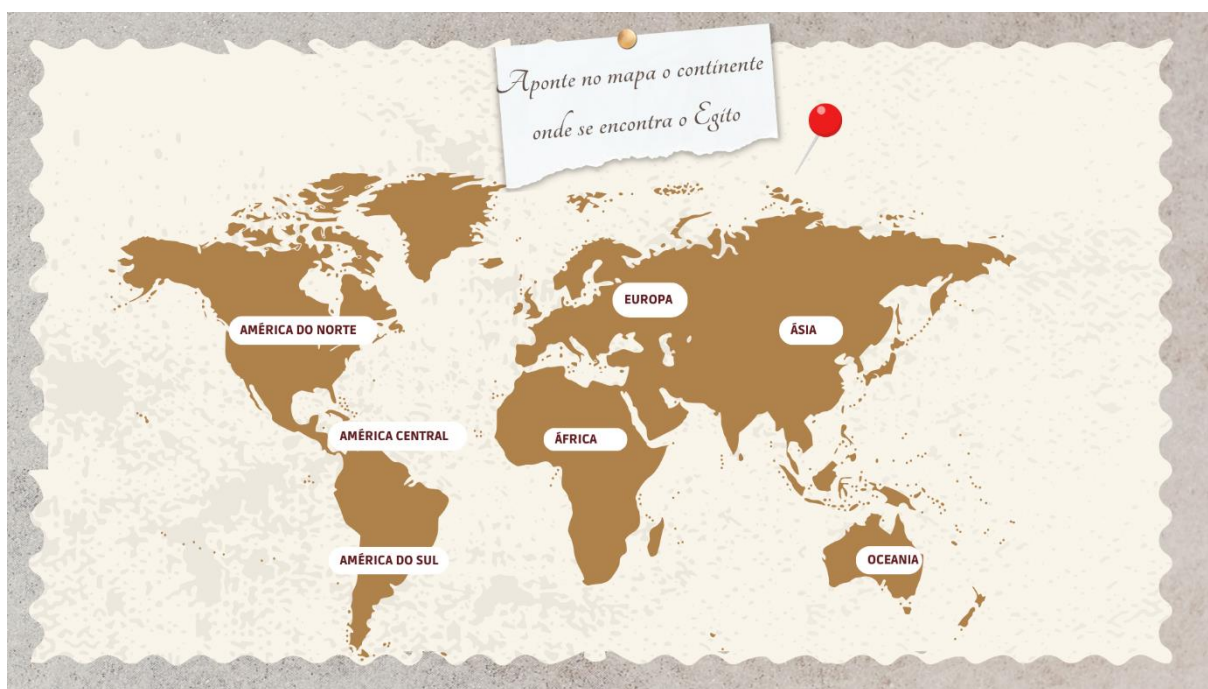 Aponte no mapa o continente
onde se encontra o Egito
EUROPA
AMÉRICA DO NORTE
ÁSIA
AMÉRICA CENTRAL
ÁFRICA
AMÉRICA DO SUL
OCEANIA